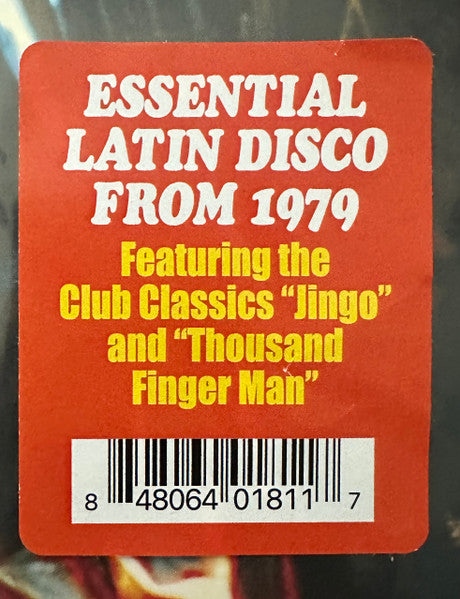 ESSENTIAL
LATIN DISCO
FROM 1979
Featuring the
Club Classics “Jingo”
and “Thousand
Finger Man”
8 48064 01811 7